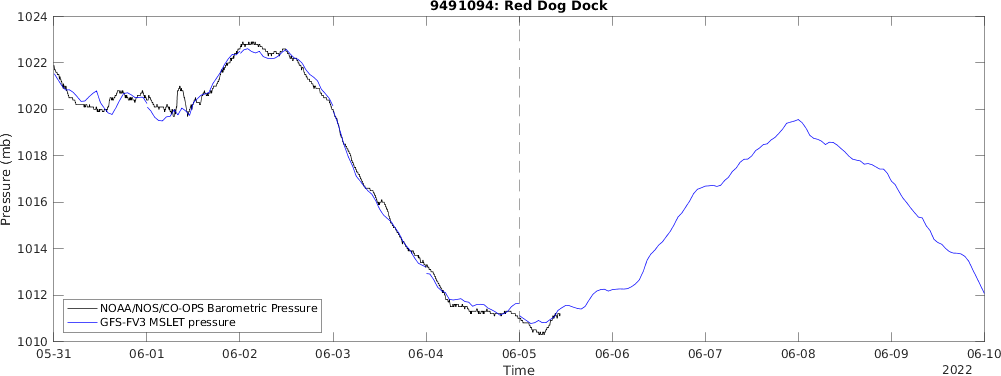 9491094: Red Dog Dock
1024
1022
1020
1018
1016
1014
1012
1010
Pressure (mb)
NOAA/NOS/CO-OPS Barometric Pressure
GFS-FV3 MSLET pressure
05-31 06-01 06-02 06-03 06-04 06-05 06-06 06-07 06-08 06-09 06-10
Time
2022